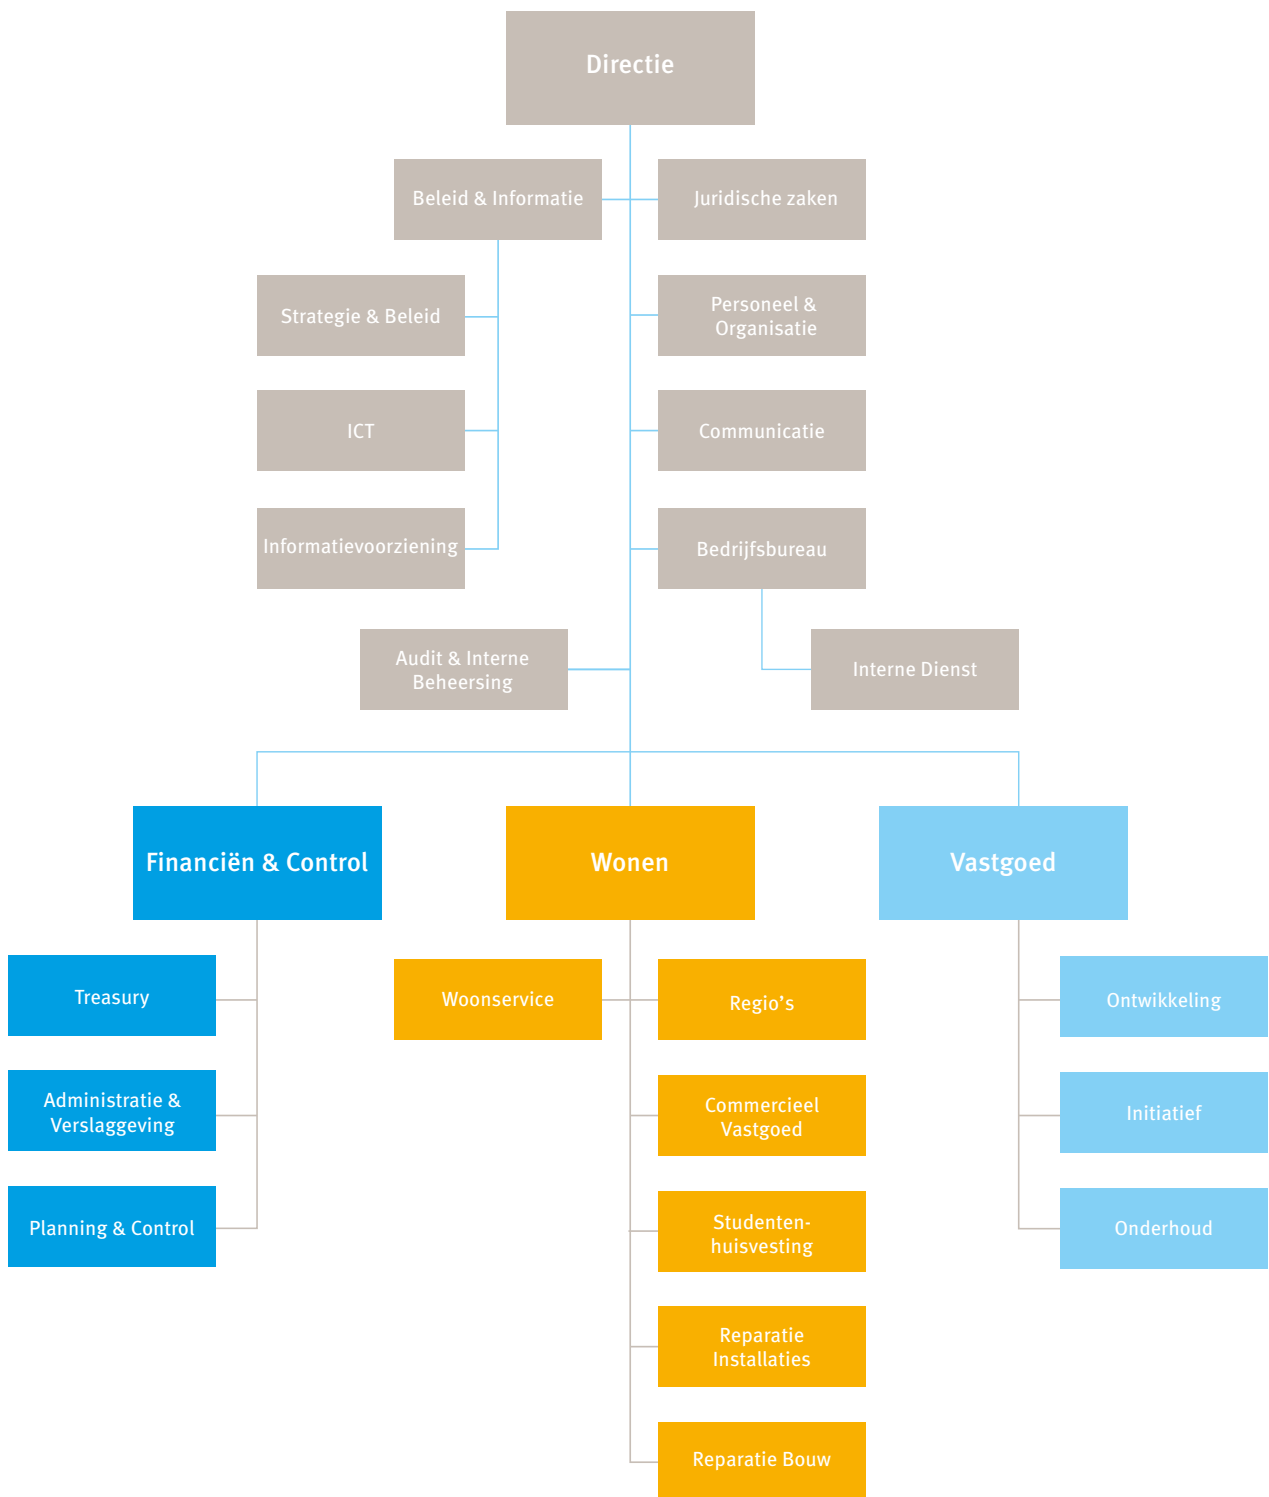 Directie
Beleid & Informatie
Juridische zaken
Strategie & Beleid
Personeel &
Organisatie
ICT
Communicatie
Informatievoorziening
Bedrijfsbureau
Audit & Interne
Beheersing
Interne Dienst
Financiën & Control
Wonen
Vastgoed
Treasury
Woonservice
Regio’s
Ontwikkeling
Administratie &
Verslaggeving
Commercieel
Vastgoed
Initiatief
Planning & Control
Studenten-
huisvesting
Onderhoud
Reparatie
Installaties
Reparatie Bouw